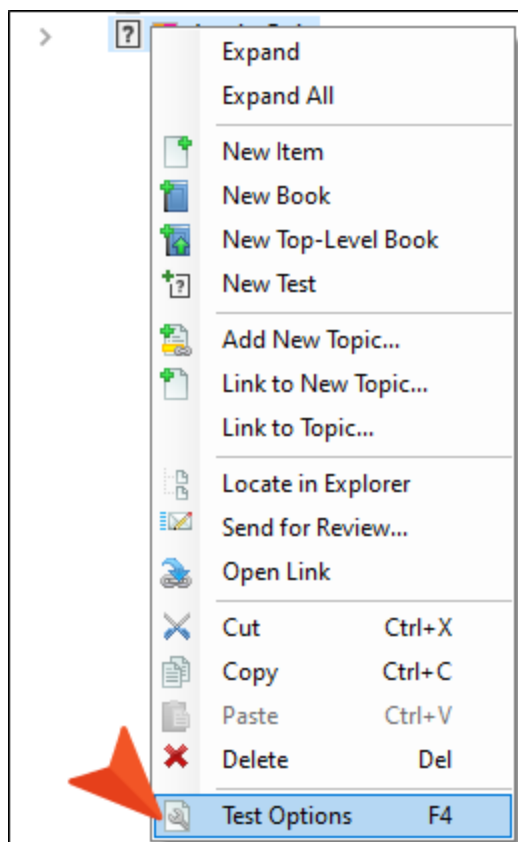 Expand
Expand All
New Item
New Book
New Top-Level Book
New Test
Add New Topic...
Link to New Topic...
Link to Topic...
Locate in Explorer
Send for Review...
Open Link
Cut Ctrl+X
Copy Ctrl+C
Paste Ctrl+V
Delete Del
Test Options F4